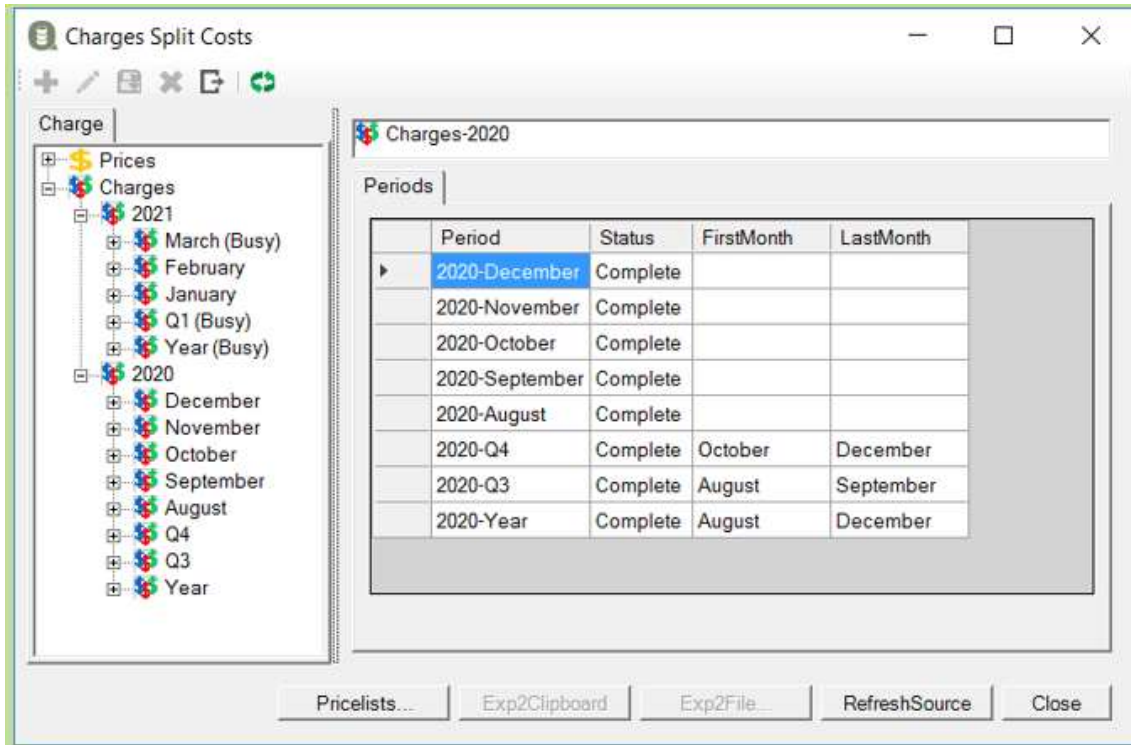 Charges Split Costs
Charge
Prices
Charges
2021
March (Busy)
February
January
Q1 (Busy)
Year (Busy)
2020
December
November
October
September
August
Q4
Q3
Year
Charges-2020
Periods
Period Status FirstMonth LastMonth
2020-December Complete
2020-November Complete
2020-October Complete
2020-September Complete
2020-August Complete
2020-Q4 Complete October December
2020-Q3 Complete August September
2020-Year Complete August December
Pricelists... Exp2Clipboard Exp2File... RefreshSource Close